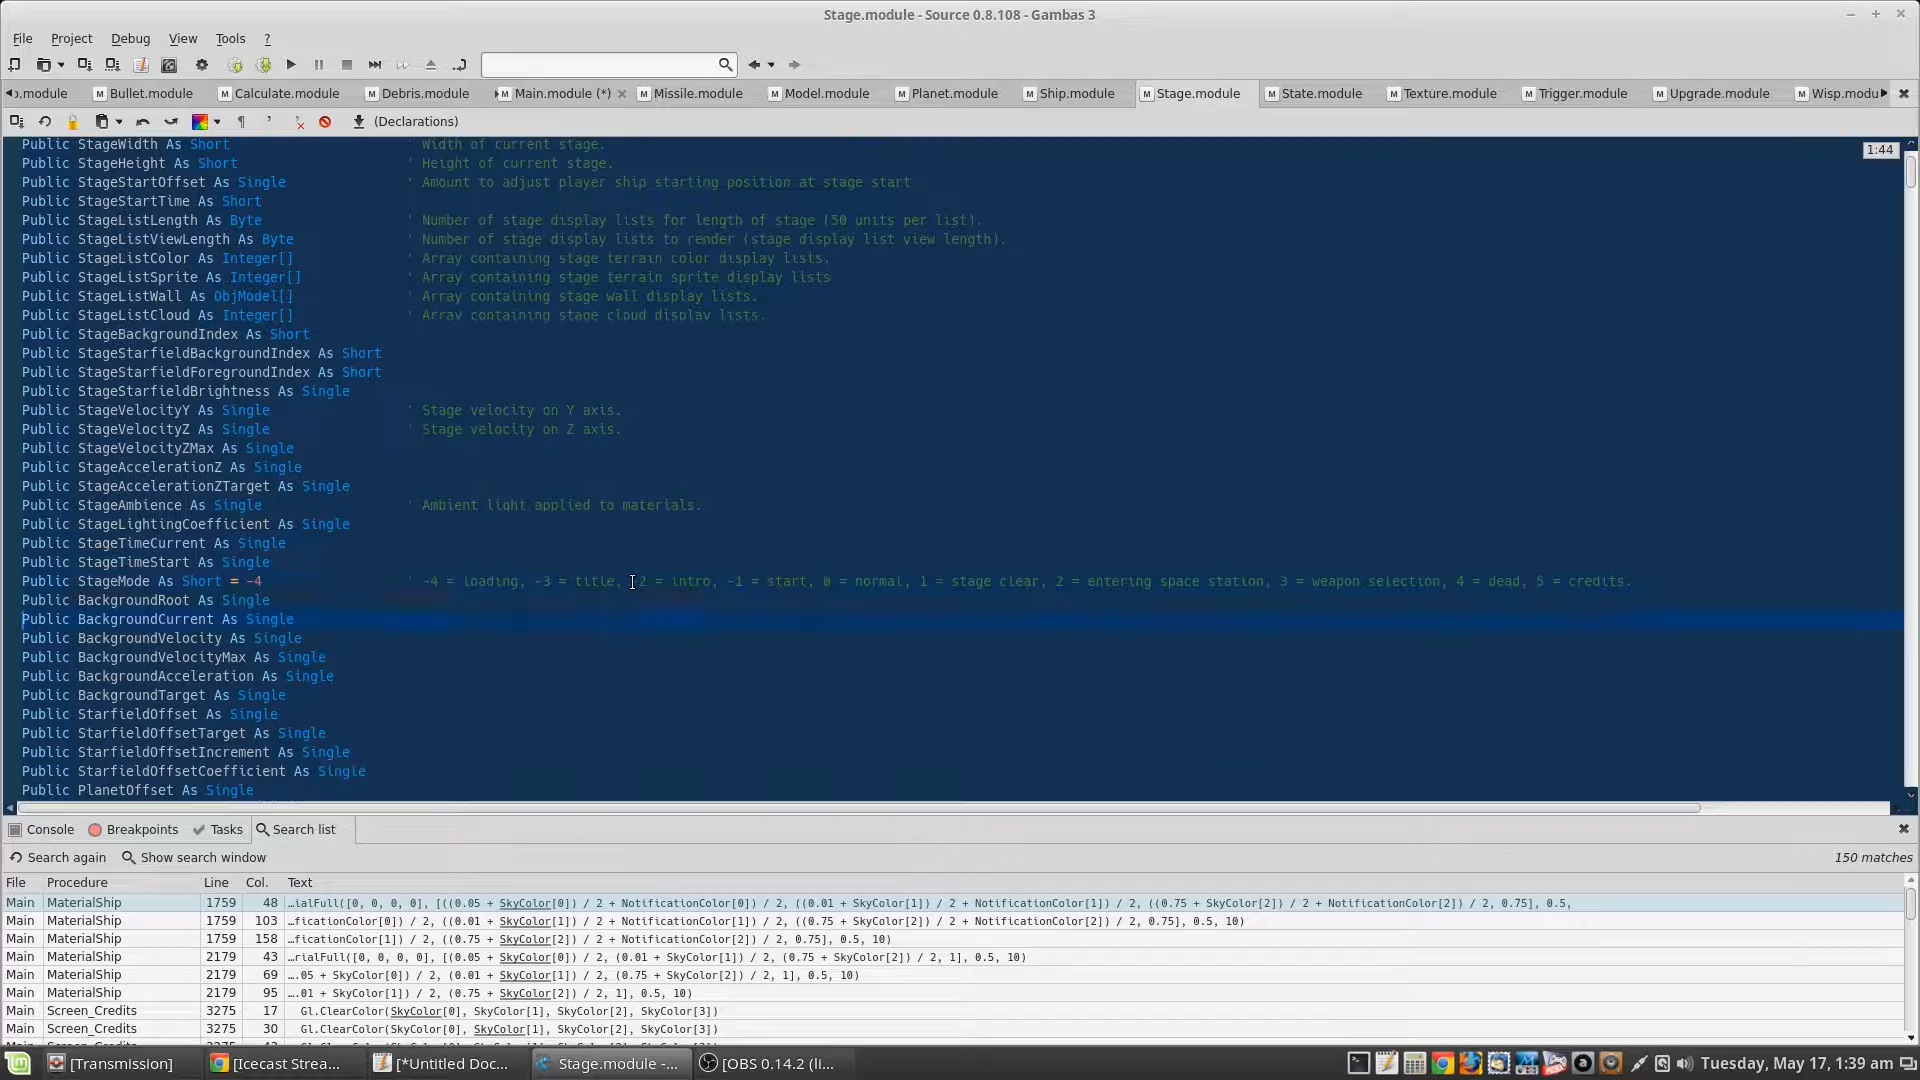 Stage.module - Source 0.8.108 - Gambas 3
File Project Debug View Tools ?
.module Bullet.module Calculate.module Debris.module Main.module (*) Missile.module Model.module Planet.module Ship.module Stage.module State.module Texture.module Trigger.module Upgrade.module Wisp.modu
(Declarations)
1:44
Public StageWidth As Short ' Width of current stage.
Public StageHeight As Short ' Height of current stage.
Public StageStartOffset As Single ' Amount to adjust player ship starting position at stage start
Public StageStartTime As Short
Public StageListLength As Byte ' Number of stage display lists for length of stage (50 units per list).
Public StageListViewLength As Byte ' Number of stage display lists to render (stage display list view length).
Public StageListColor As Integer[] ' Array containing stage terrain color display lists.
Public StageListSprite As Integer[] ' Array containing stage terrain sprite display lists
Public StageListWall As ObjModel[] ' Array containing stage wall display lists.
Public StageListCloud As Integer[] ' Array containing stage cloud display lists.
Public StageBackgroundIndex As Short
Public StageStarfieldBackgroundIndex As Short
Public StageStarfieldForegroundIndex As Short
Public StageStarfieldBrightness As Single
Public StageVelocityY As Single ' Stage velocity on Y axis.
Public StageVelocityZ As Single ' Stage velocity on Z axis.
Public StageVelocityZMax As Single
Public StageAccelerationZ As Single
Public StageAccelerationZTarget As Single
Public StageAmbience As Single ' Ambient light applied to materials.
Public StageLightingCoefficient As Single
Public StageTimeCurrent As Single
Public StageTimeStart As Single
Public StageMode As Short = -4 ' -4 = loading, -3 = title, -2 = intro, -1 = start, 0 = normal, 1 = stage clear, 2 = entering space station, 3 = weapon selection, 4 = dead, 5 = credits.
Public BackgroundRoot As Single
Public BackgroundCurrent As Single
Public BackgroundVelocity As Single
Public BackgroundVelocityMax As Single
Public BackgroundAcceleration As Single
Public BackgroundTarget As Single
Public StarfieldOffset As Single
Public StarfieldOffsetTarget As Single
Public StarfieldOffsetIncrement As Single
Public StarfieldOffsetCoefficient As Single
Public PlanetOffset As Single
Console Breakpoints Tasks Search list
Search again Show search window 150 matches
File Procedure Line Col. Text
Main MaterialShip 1759 48 …ialFull([0, 0, 0, 0], [((0.05 + SkyColor[0]) / 2 + NotificationColor[0]) / 2, ((0.01 + SkyColor[1]) / 2 + NotificationColor[1]) / 2, ((0.75 + SkyColor[2]) / 2 + NotificationColor[2]) / 2, 0.75], 0.5,
Main MaterialShip 1759 103 …ficationColor[0]) / 2, ((0.01 + SkyColor[1]) / 2 + NotificationColor[1]) / 2, ((0.75 + SkyColor[2]) / 2 + NotificationColor[2]) / 2, 0.75], 0.5, 10)
Main MaterialShip 1759 158 …ficationColor[1]) / 2, ((0.75 + SkyColor[2]) / 2 + NotificationColor[2]) / 2, 0.75], 0.5, 10)
Main MaterialShip 2179 43 …rialFull([0, 0, 0, 0], [(0.05 + SkyColor[0]) / 2, (0.01 + SkyColor[1]) / 2, (0.75 + SkyColor[2]) / 2, 1], 0.5, 10)
Main MaterialShip 2179 69 ….05 + SkyColor[0]) / 2, (0.01 + SkyColor[1]) / 2, (0.75 + SkyColor[2]) / 2, 1], 0.5, 10)
Main MaterialShip 2179 95 ….01 + SkyColor[1]) / 2, (0.75 + SkyColor[2]) / 2, 1], 0.5, 10)
Main Screen_Credits 3275 17 Gl.ClearColor(SkyColor[0], SkyColor[1], SkyColor[2], SkyColor[3])
Main Screen_Credits 3275 30 Gl.ClearColor(SkyColor[0], SkyColor[1], SkyColor[2], SkyColor[3])
[Transmission] [Icecast Strea... [*Untitled Doc... Stage.module -... [OBS 0.14.2 (li... Tuesday, May 17, 1:39 am